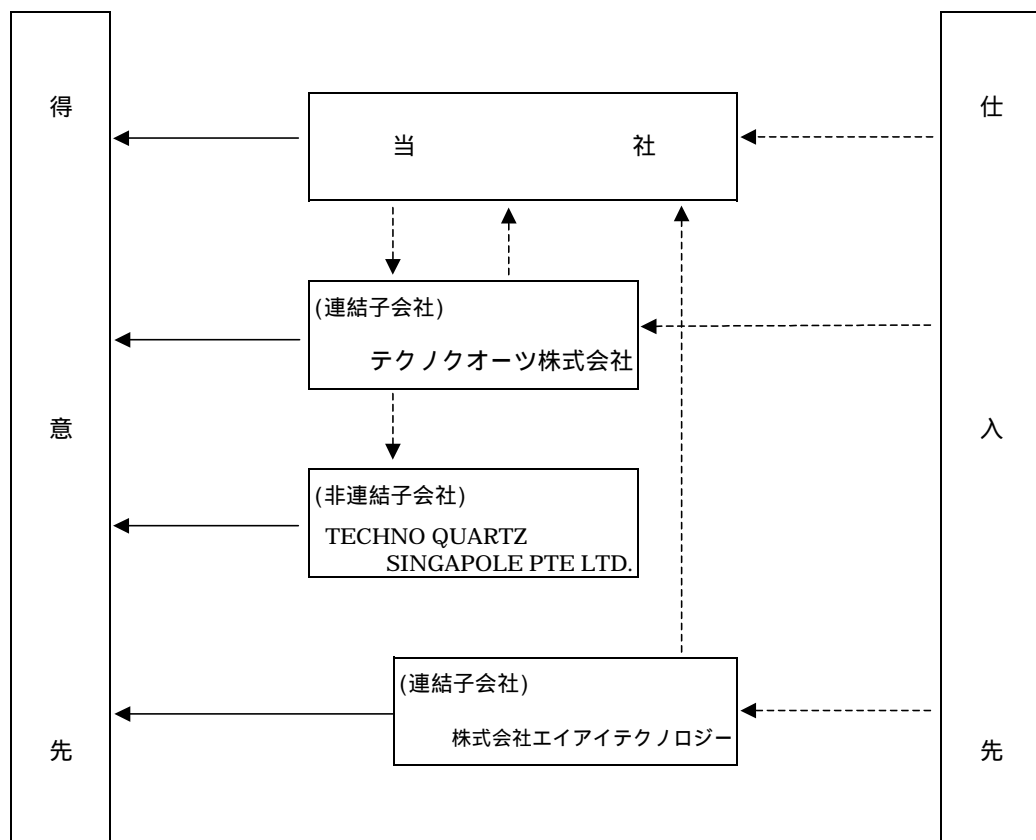 得意先
仕入先
当社
(連結子会社)
テクノクオーツ株式会社
(非連結子会社)
TECHNO QUARTZ
SINGAPOLE PTE LTD.
(連結子会社)
株式会社エイアイテクノロジー